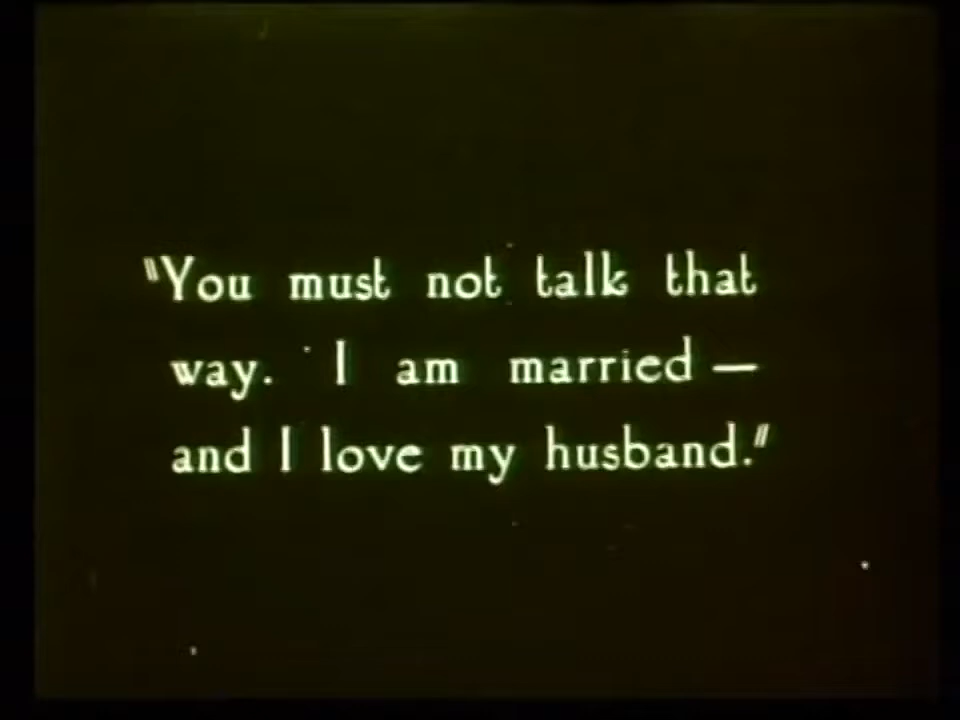 "You must not talk that
way. I am married —
and I love my husband."